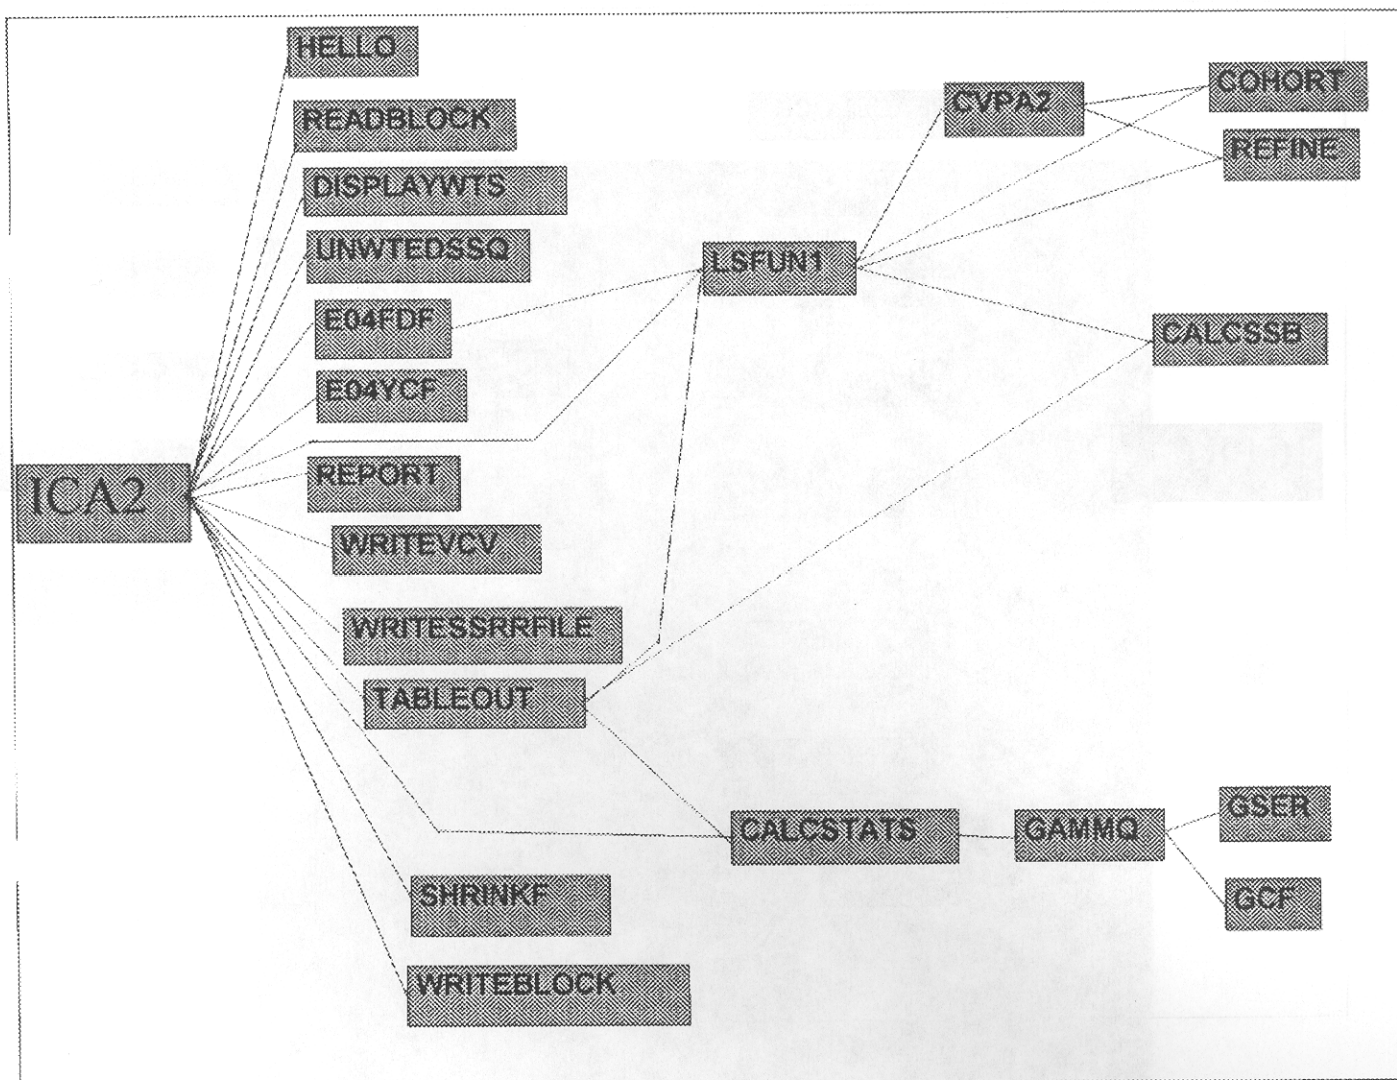 HELLO
READBLOCK
DISPLAYWTS
UNWTEDSSQ
E04FDF
E04YCF
ICA2
REPORT
WRITEVCV
WRITESSRRFILE
TABLEOUT
SHRINKF
WRITEBLOCK
LSFUN1
CALCSTATS
CVPA2
GAMMQ
COHORT
REFINE
CALCSSB
GSER
GCF